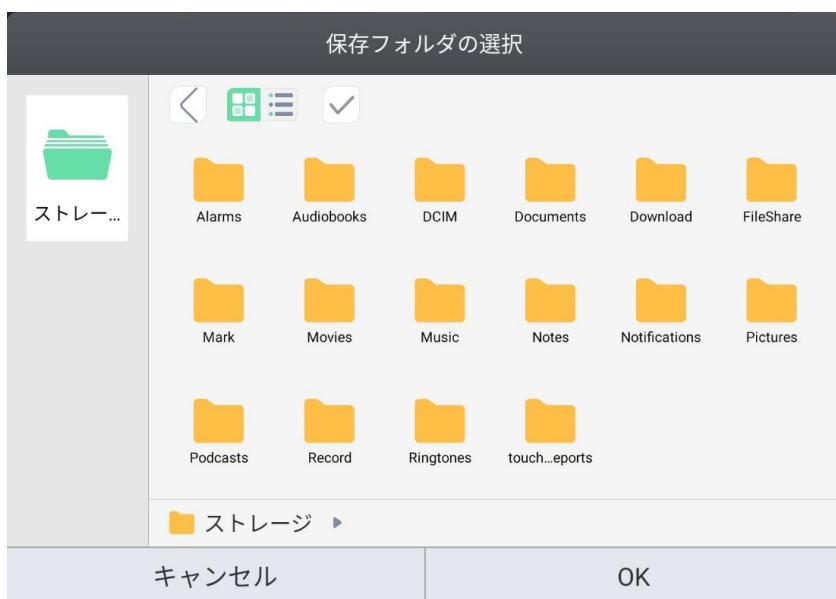 保存フォルダの選択
ストレー...
Alarms
Audiobooks
DCIM
Documents
Download
FileShare
Mark
Movies
Music
Notes
Notifications
Pictures
Podcasts
Record
Ringtones
touch...eports
ストレージ
キャンセル
OK